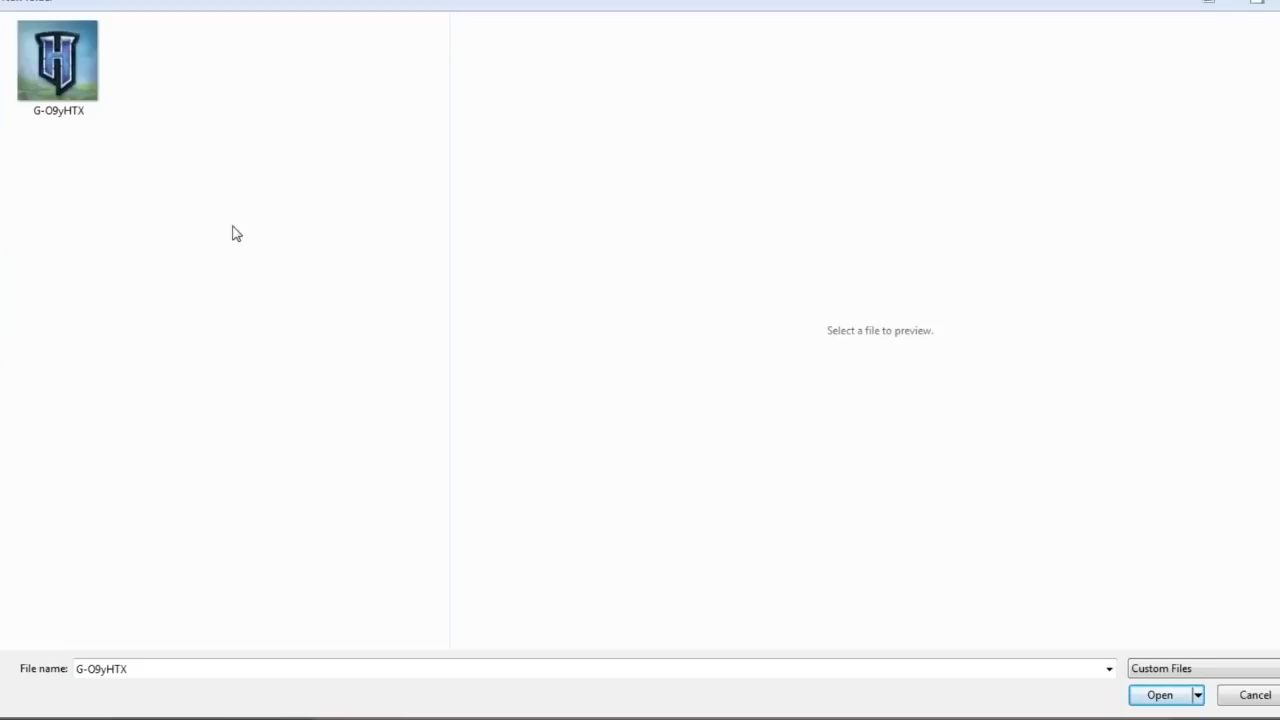 H
G-O9yHTX
Select a file to preview.
File name: G-O9yHTX
Custom Files
Open
Cancel